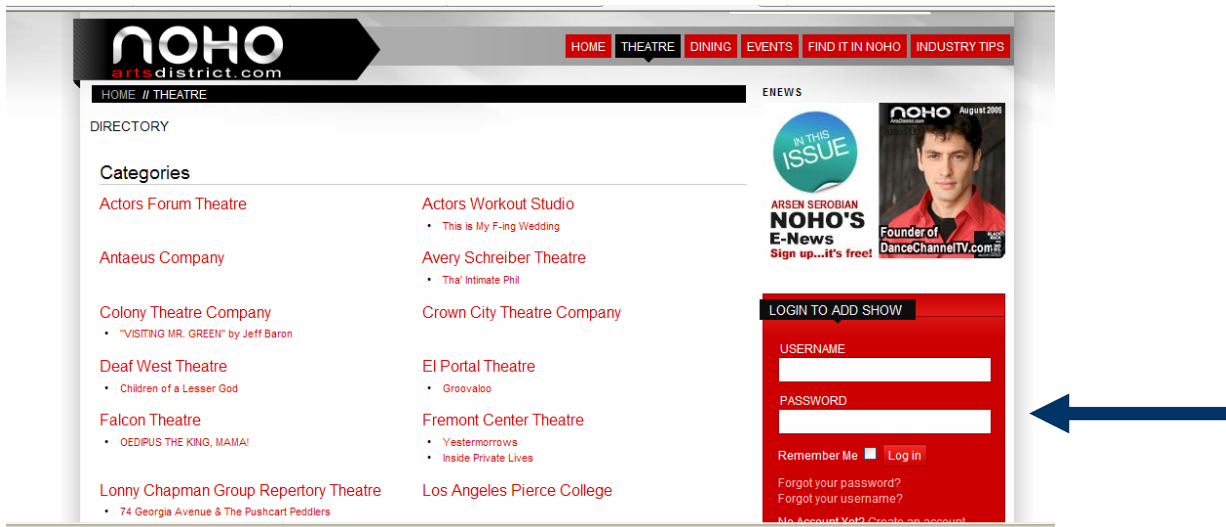 NOHO
artsdistrict.com
HOME THEATRE DINING EVENTS FIND IT IN NOHO INDUSTRY TIPS
HOME // THEATRE
DIRECTORY
Categories
Actors Forum Theatre
Actors Workout Studio
• This is My F-ing Wedding
Antaeus Company
Avery Schreiber Theatre
• Tha' Intimate Phil
Colony Theatre Company
• "VISITING MR. GREEN" by Jeff Baron
Crown City Theatre Company
Deaf West Theatre
• Children of a Lesser God
El Portal Theatre
• Groovaloo
Falcon Theatre
• OEDIPUS THE KING, MAMA!
Fremont Center Theatre
• Yestermorrows
• Inside Private Lives
Lonny Chapman Group Repertory Theatre
• 74 Georgia Avenue & The Pushcart Peddlers
Los Angeles Pierce College
ENEWS
IN THIS
ISSUE
ARSEN SEROBIAN
NOHO'S
E-News
Sign up...it's free!
NOHO August 2009
ArtsDistrict.com
Founder of
DanceChannelTV.com
LOGIN TO ADD SHOW
USERNAME
PASSWORD
Remember Me Log in
Forgot your password?
Forgot your username?
No Account Yet? Create an account